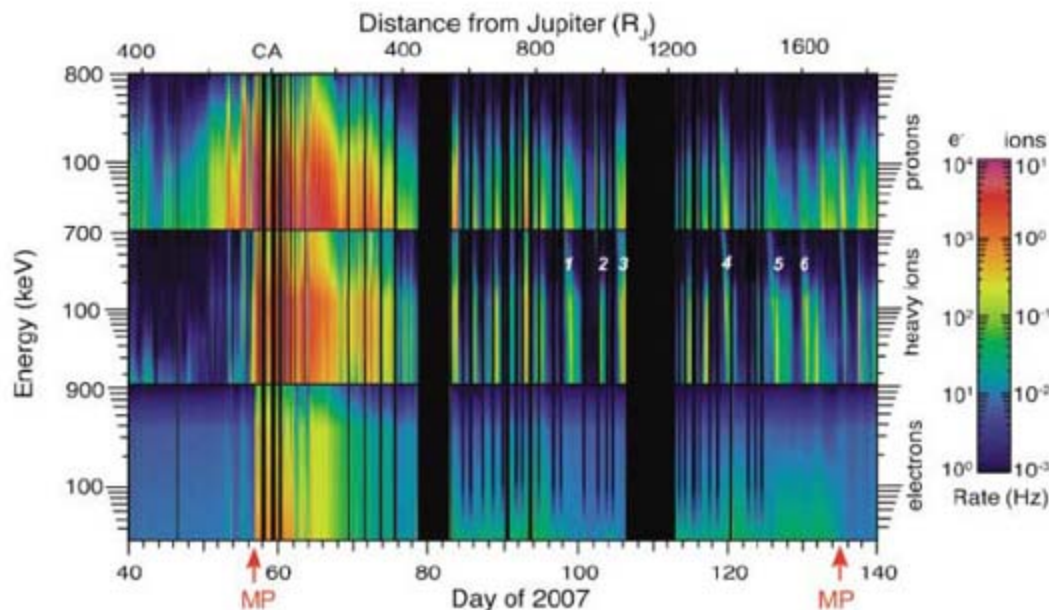 Distance from Jupiter (R_J)
400 CA 400 800 1200 1600
800
100
protons
700
100
heavy ions
1 2 3 4 5 6
900
100
electrons
Energy (keV)
40 60 80 100 120 140
MP Day of 2007 MP
e⁻ ions
10⁴ 10¹
10³ 10⁰
10² 10⁻¹
10¹ 10⁻²
10⁰ 10⁻³
Rate (Hz)